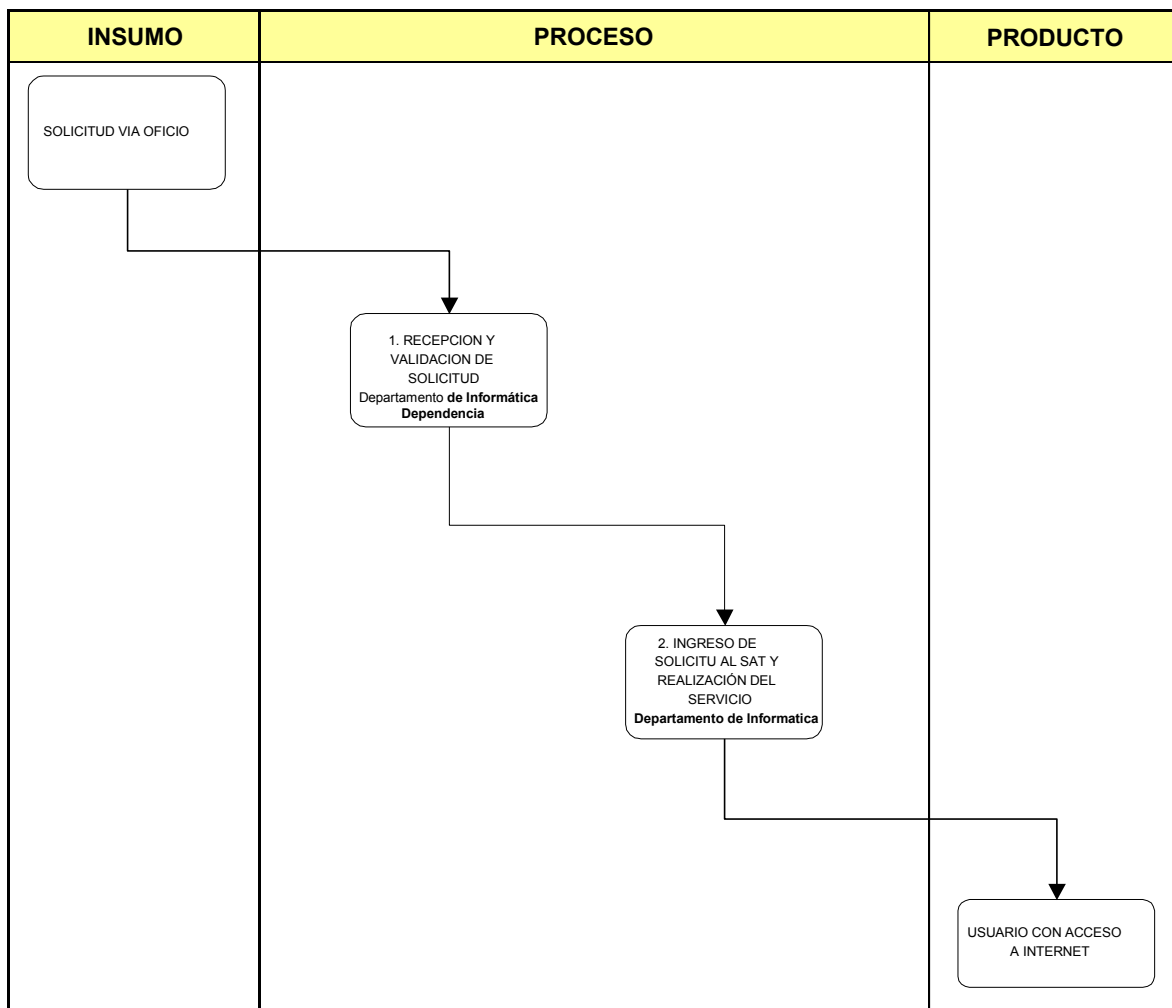 INSUMO
PROCESO
PRODUCTO
SOLICITUD VIA OFICIO
1. RECEPCION Y
VALIDACION DE
SOLICITUD
Departamento de Informática
Dependencia
2. INGRESO DE
SOLICITU AL SAT Y
REALIZACIÓN DEL
SERVICIO
Departamento de Informatica
USUARIO CON ACCESO
A INTERNET